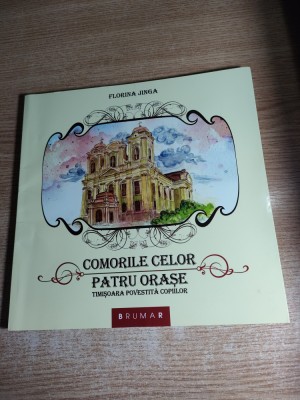 FLORINA JINGA
COMORILE CELOR
PATRU ORAȘE
TIMIȘOARA POVESTITĂ COPIILOR
BRUMAR